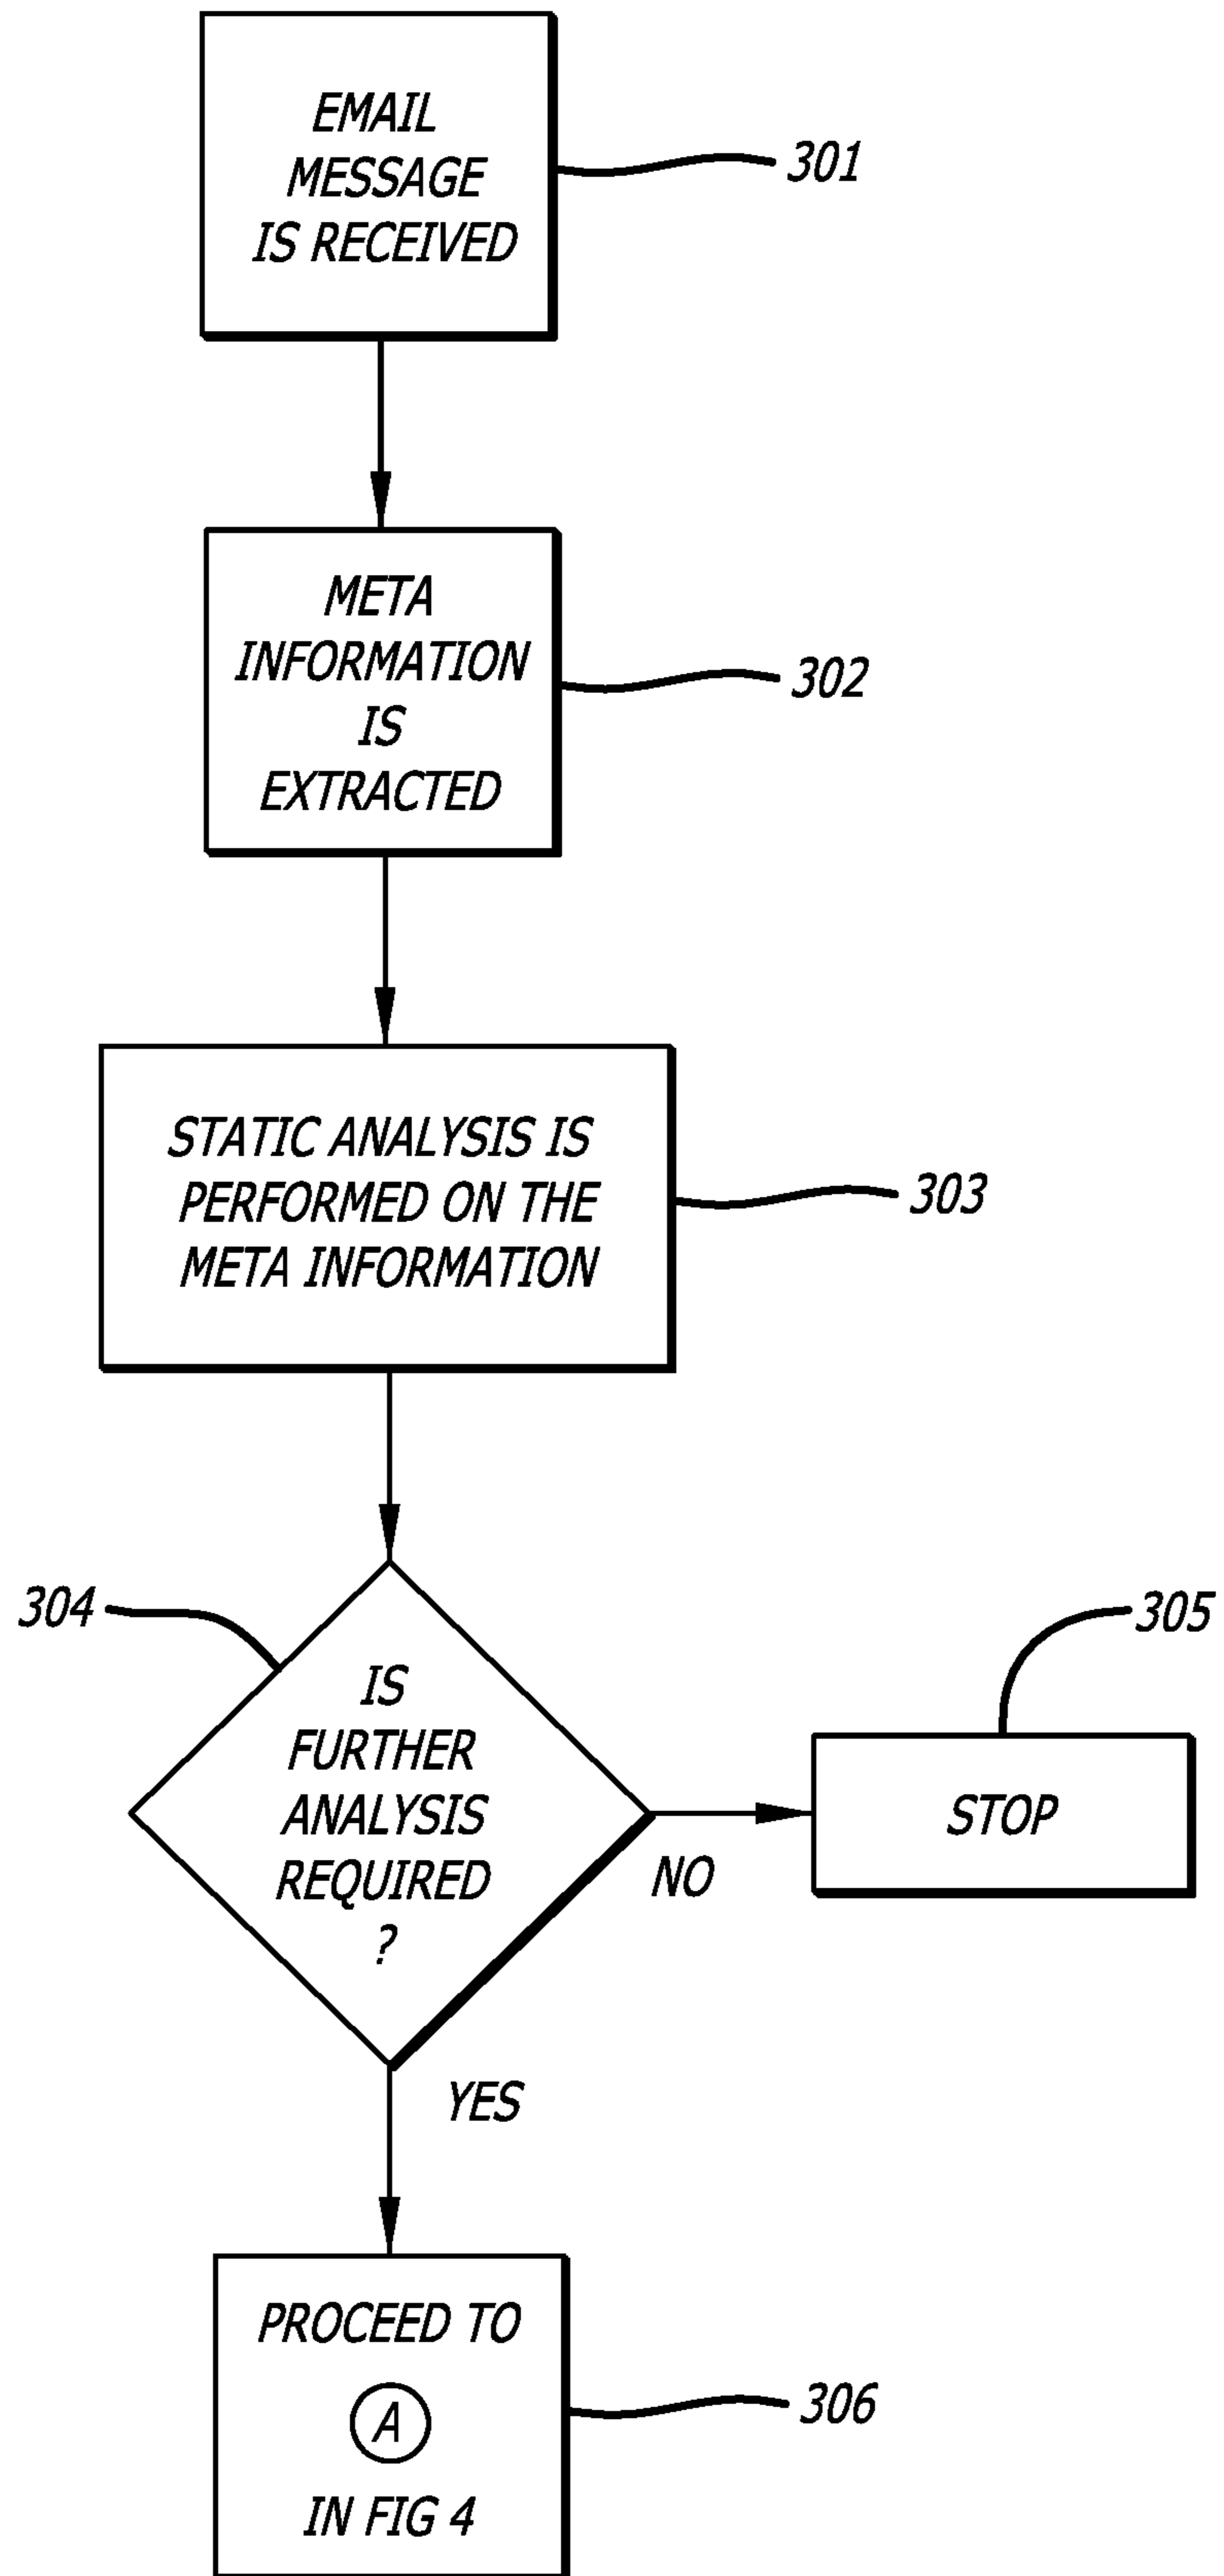 EMAIL
MESSAGE
IS RECEIVED
301
META
INFORMATION
IS
EXTRACTED
302
STATIC ANALYSIS IS
PERFORMED ON THE
META INFORMATION
303
304
IS
FURTHER
ANALYSIS
REQUIRED
?
NO
305
STOP
YES
PROCEED TO
A
IN FIG 4
306